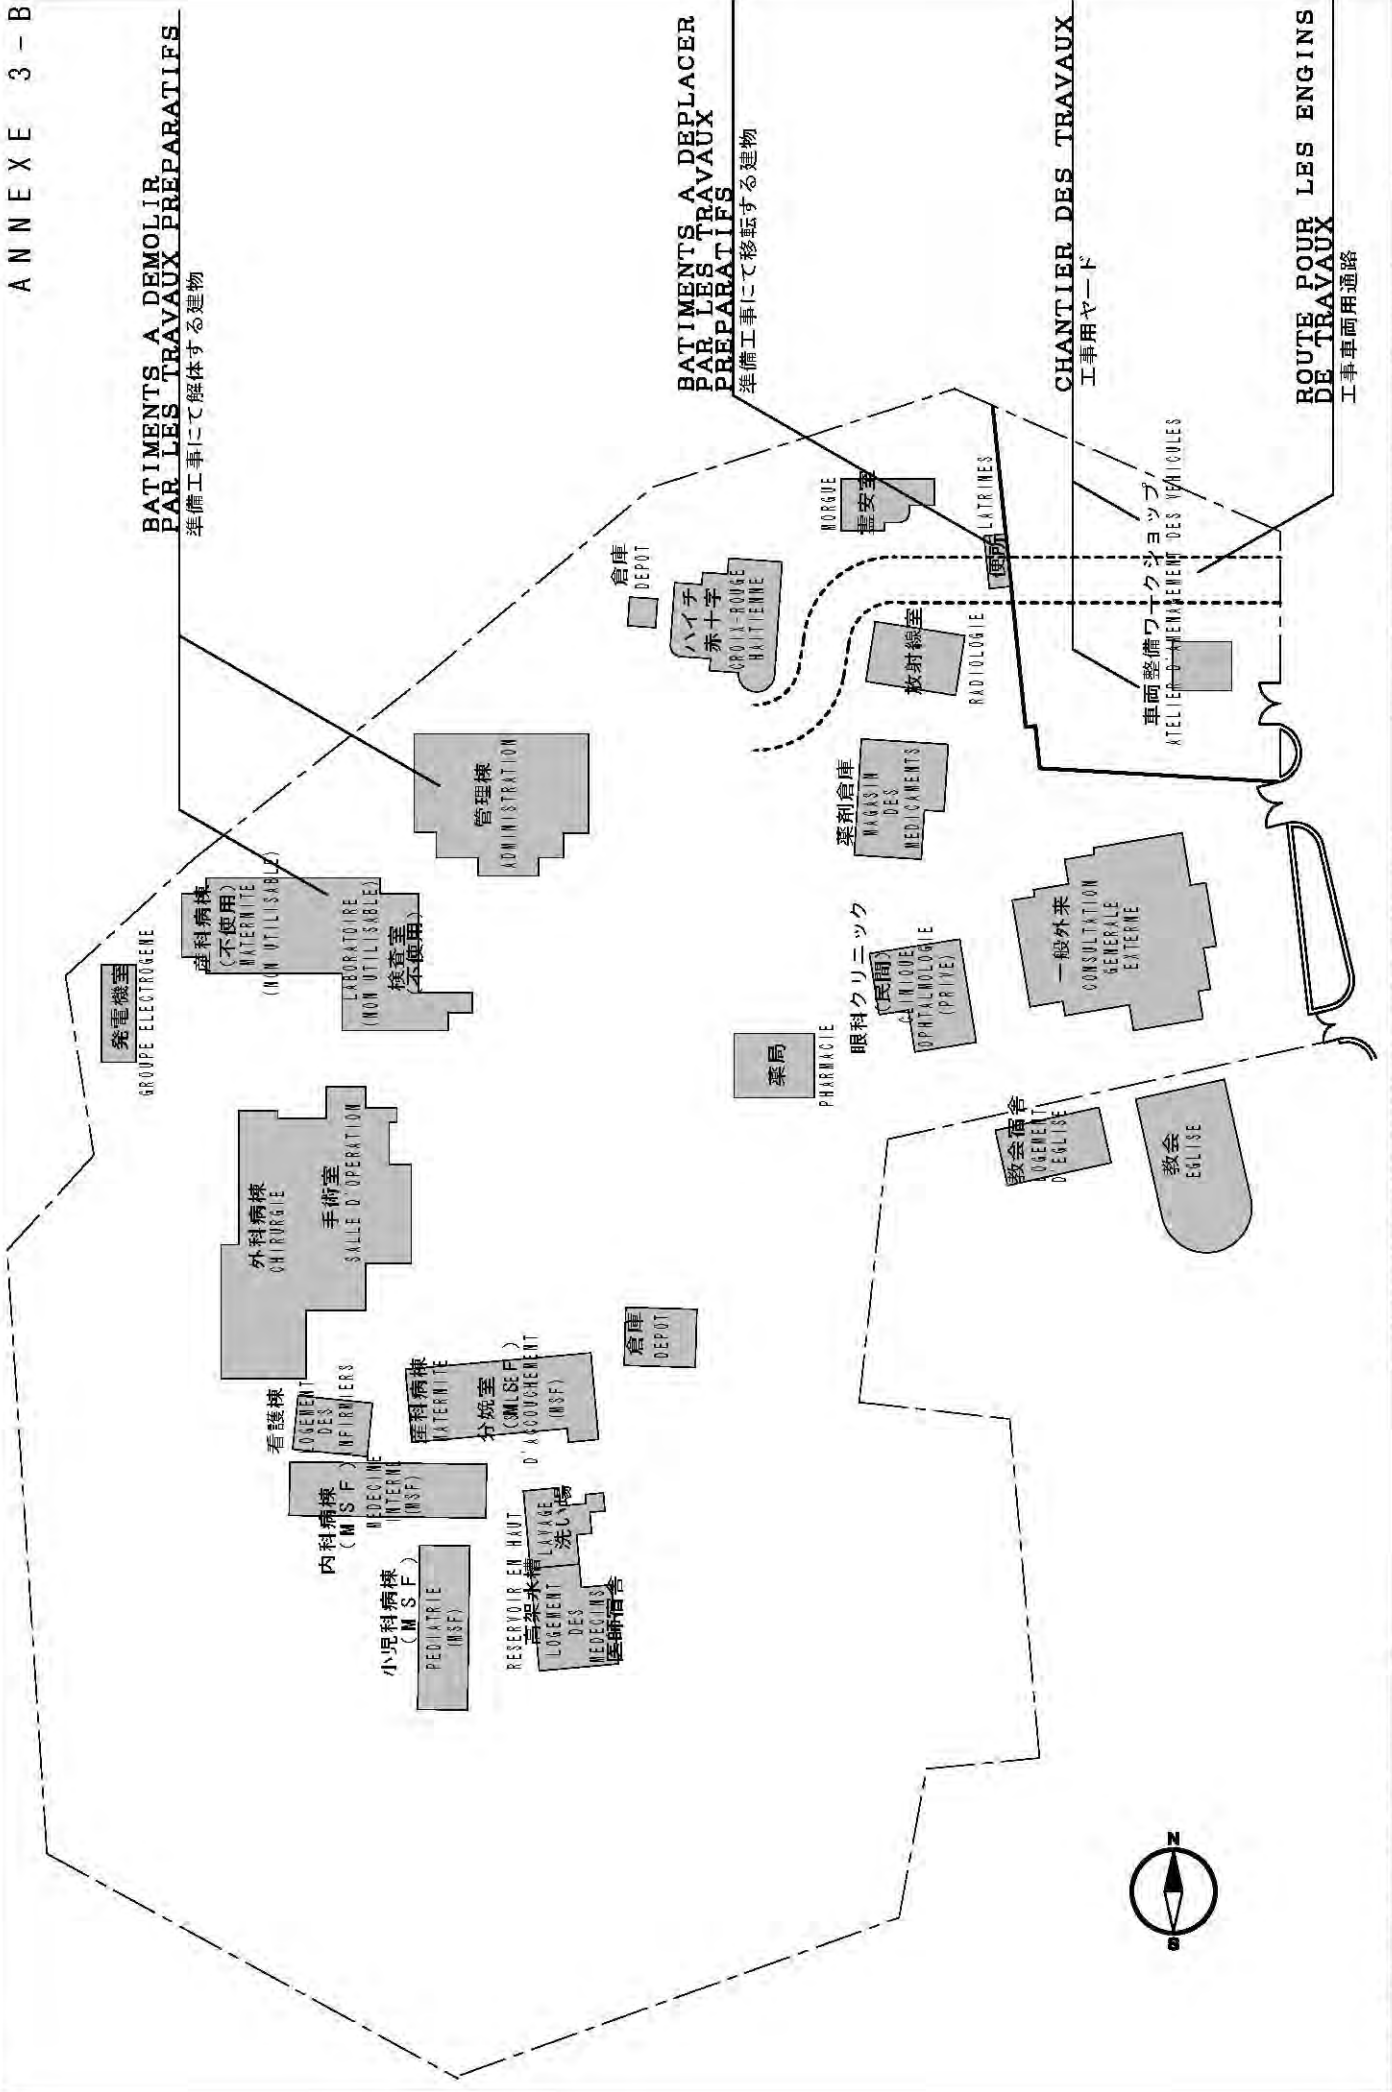 ANNEXE 3-B
BATIMENTS A DEMOLIR
PAR LES TRAVAUX PREPARATIFS
準備工事にて解体する建物
BATIMENTS A DEPLACER
PAR LES TRAVAUX
PREPARATIFS
準備工事にて移転する建物
CHANTIER DES TRAVAUX
工事用ヤード
ROUTE POUR LES ENGINS
DE TRAVAUX
工事車両用通路
発電機室
GROUPE ELECTROGENE
産科病棟
(不使用)
MATERNITE
(NON UTILISABLE)
LABORATOIRE
(NON UTILISABLE)
検査室
(不使用)
管理棟
ADMINISTRATION
倉庫
DEPOT
ハイチ
赤十字
CROIX-ROUGE
HAITIENNE
MORGUE
霊安室
LATRINES
便所
放射線室
RADIOLOGIE
車両整備ワークショップ
ATELIER D'AMENAGEMENT DES VEHICULES
薬剤倉庫
MAGASIN
DES
MEDICAMENTS
眼科クリニック
(民間)
CLINIQUE
OPHTALMOLOGUE
(PRIVE)
一般外来
CONSULTATION
GENERALE
EXTERNE
薬局
PHARMACIE
教会宿舎
LOGEMENT
D'EGLISE
教会
EGLISE
外科病棟
CHIRURGIE
手術室
SALLE D'OPERATION
看護棟
LOGEMENT
DES
INFIRMIERS
産科病棟
MATERNITE
分娩室
D'ACCOUCHEMENT
(MSF)
倉庫
DEPOT
内科病棟
(MSF)
MEDECINE
INTERNE
(MSF)
小児科病棟
(MSF)
PEDIATRIE
(MSF)
RESERVOIR EN HAUT
高架水槽
LAVAGE
洗い場
LOGEMENT
DES
MEDECINS
医師宿舎
N
S